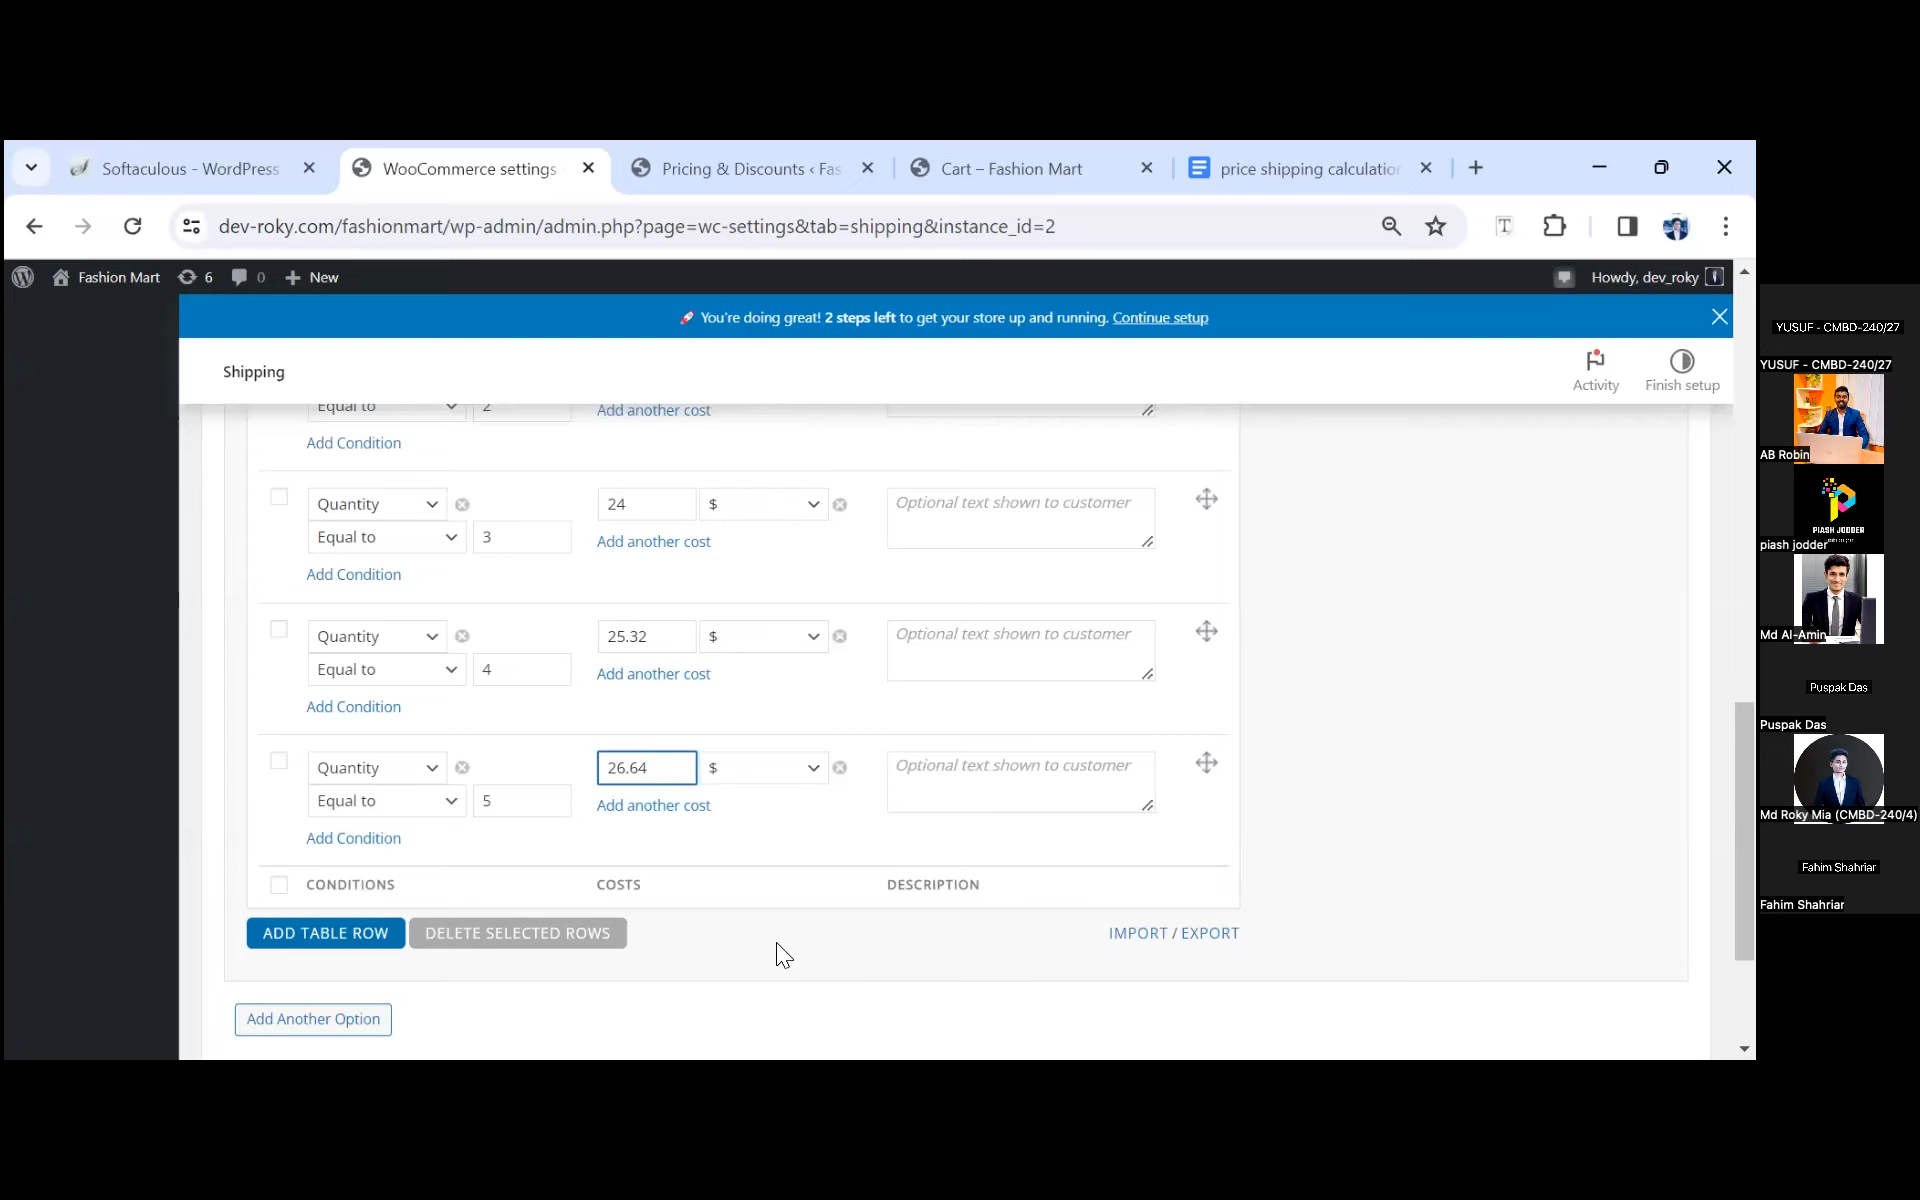 Softaculous - WordPress
WooCommerce settings
Pricing & Discounts ‹ Fas
Cart – Fashion Mart
price shipping calculation
dev-roky.com/fashionmart/wp-admin/admin.php?page=wc-settings&tab=shipping&instance_id=2
Fashion Mart 6 0 New
Howdy, dev_roky
You're doing great! 2 steps left to get your store up and running. Continue setup
Shipping
Activity
Finish setup
Equal to 2 Add another cost
Add Condition
Quantity 24 $ Optional text shown to customer
Equal to 3 Add another cost
Add Condition
Quantity 25.32 $ Optional text shown to customer
Equal to 4 Add another cost
Add Condition
Quantity 26.64 $ Optional text shown to customer
Equal to 5 Add another cost
Add Condition
CONDITIONS COSTS DESCRIPTION
ADD TABLE ROW DELETE SELECTED ROWS IMPORT / EXPORT
Add Another Option
YUSUF - CMBD-240/27
YUSUF - CMBD-240/27
AB Robin
PIASH JODDER
piash jodder
Md Al-Amin
Puspak Das
Puspak Das
Md Roky Mia (CMBD-240/4)
Fahim Shahriar
Fahim Shahriar